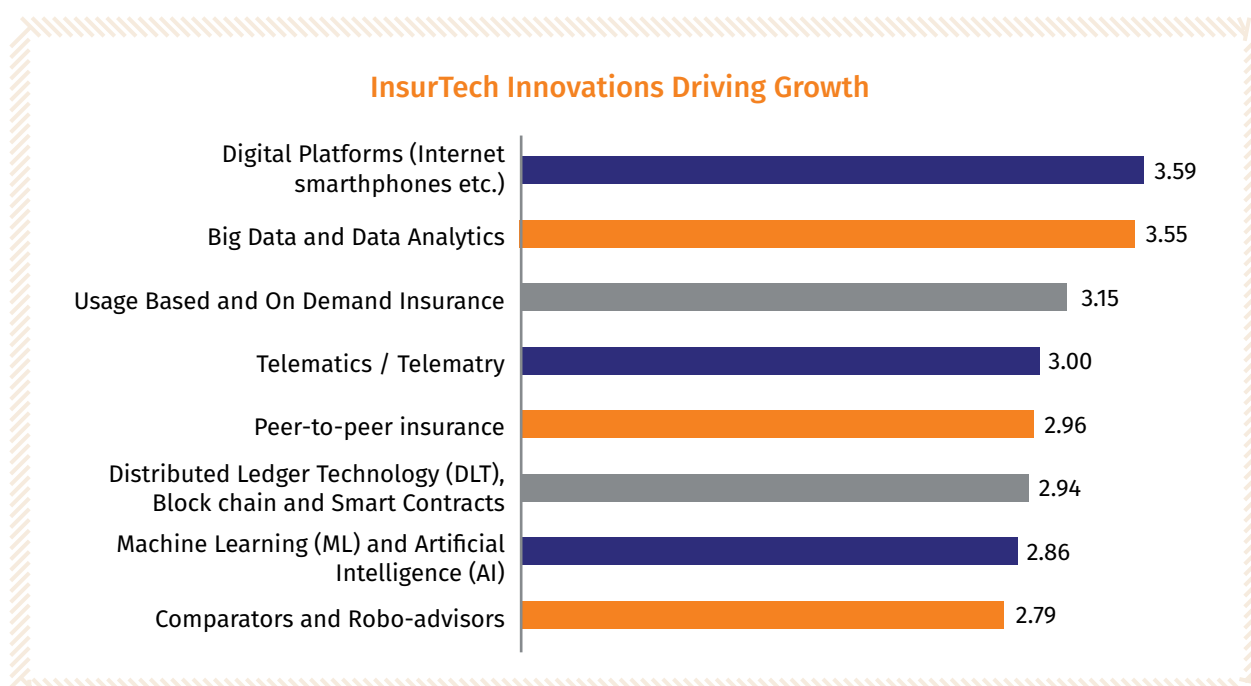 InsurTech Innovations Driving Growth
Digital Platforms (Internet
smarthphones etc.)
3.59
Big Data and Data Analytics
3.55
Usage Based and On Demand Insurance
3.15
Telematics / Telematry
3.00
Peer-to-peer insurance
2.96
Distributed Ledger Technology (DLT),
Block chain and Smart Contracts
2.94
Machine Learning (ML) and Artificial
Intelligence (AI)
2.86
Comparators and Robo-advisors
2.79